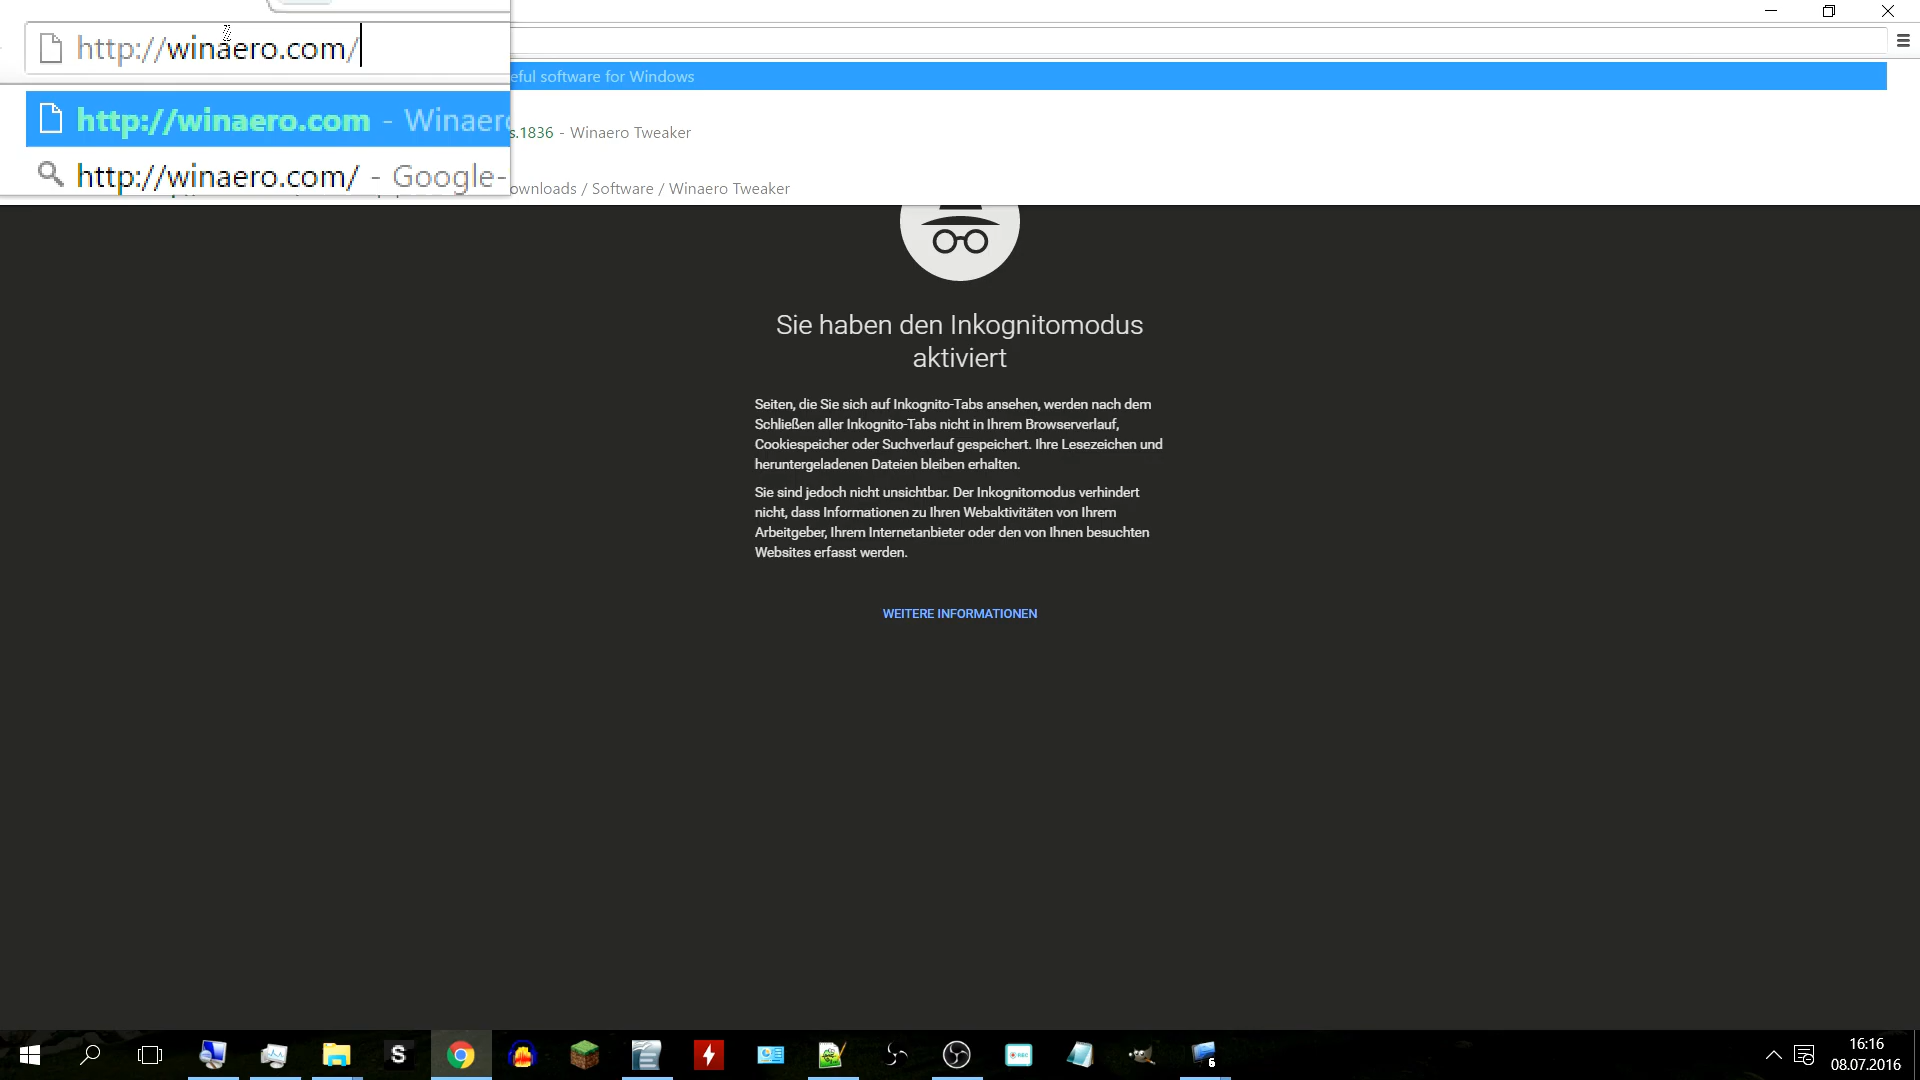 http://winaero.com/
http://winaero.com - Winaero
eful software for Windows
s.1836 - Winaero Tweaker
http://winaero.com/ - Google-
ownloads / Software / Winaero Tweaker
Sie haben den Inkognitomodus
aktiviert
Seiten, die Sie sich auf Inkognito-Tabs ansehen, werden nach dem
Schließen aller Inkognito-Tabs nicht in Ihrem Browserverlauf,
Cookiespeicher oder Suchverlauf gespeichert. Ihre Lesezeichen und
heruntergeladenen Dateien bleiben erhalten.
Sie sind jedoch nicht unsichtbar. Der Inkognitomodus verhindert
nicht, dass Informationen zu Ihren Webaktivitäten von Ihrem
Arbeitgeber, Ihrem Internetanbieter oder den von Ihnen besuchten
Websites erfasst werden.
WEITERE INFORMATIONEN
S
6
16:16
08.07.2016